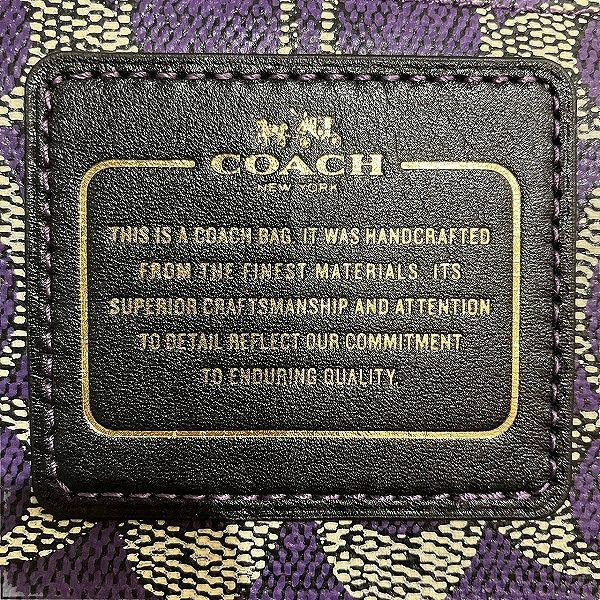 COACH
NEW YORK
THIS IS A COACH BAG. IT WAS HANDCRAFTED
FROM THE FINEST MATERIALS. ITS
SUPERIOR CRAFTSMANSHIP AND ATTENTION
TO DETAIL REFLECT OUR COMMITMENT
TO ENDURING QUALITY.